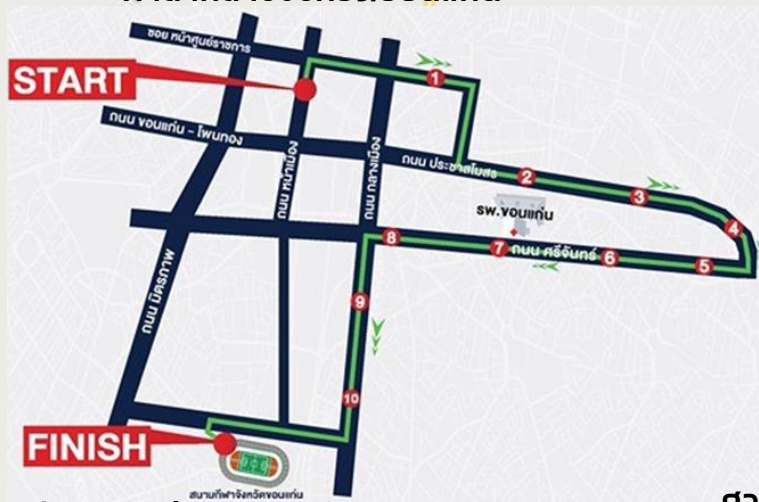 ซอย หน้าศูนย์ราชการ
START
1
ถนน ขอนแก่น - โพนทอง
ถนน หน้าเมือง
ถนน กลางเมือง
ถนน ประชาสโมสร
2
3
4
รพ.ขอนแก่น
8
7
ถนน ศรีจันทร์
6
5
ถนน มิตรภาพ
9
10
FINISH
สนามกีฬาจังหวัดขอนแก่น